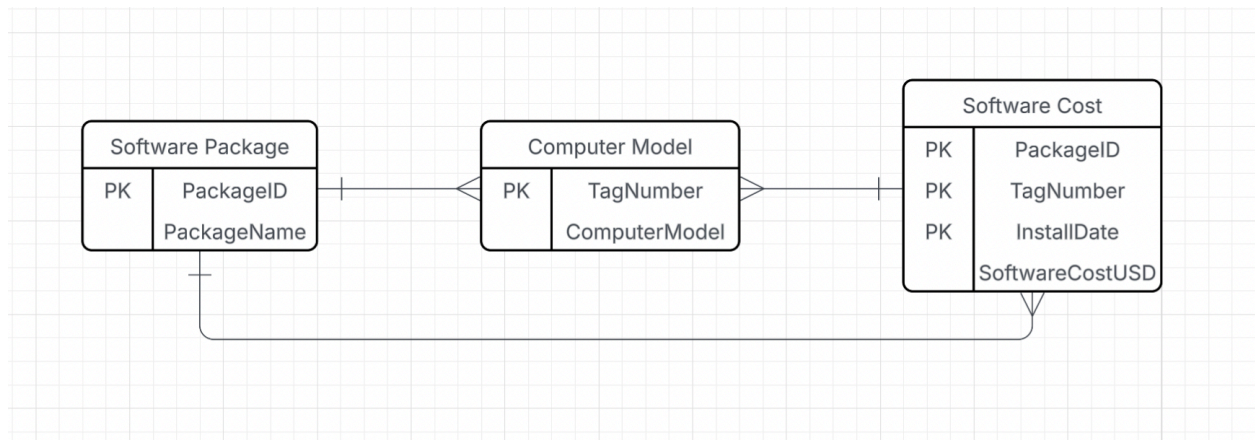 Software Package
PK PackageID
PackageName
Computer Model
PK TagNumber
ComputerModel
Software Cost
PK PackageID
PK TagNumber
PK InstallDate
SoftwareCostUSD